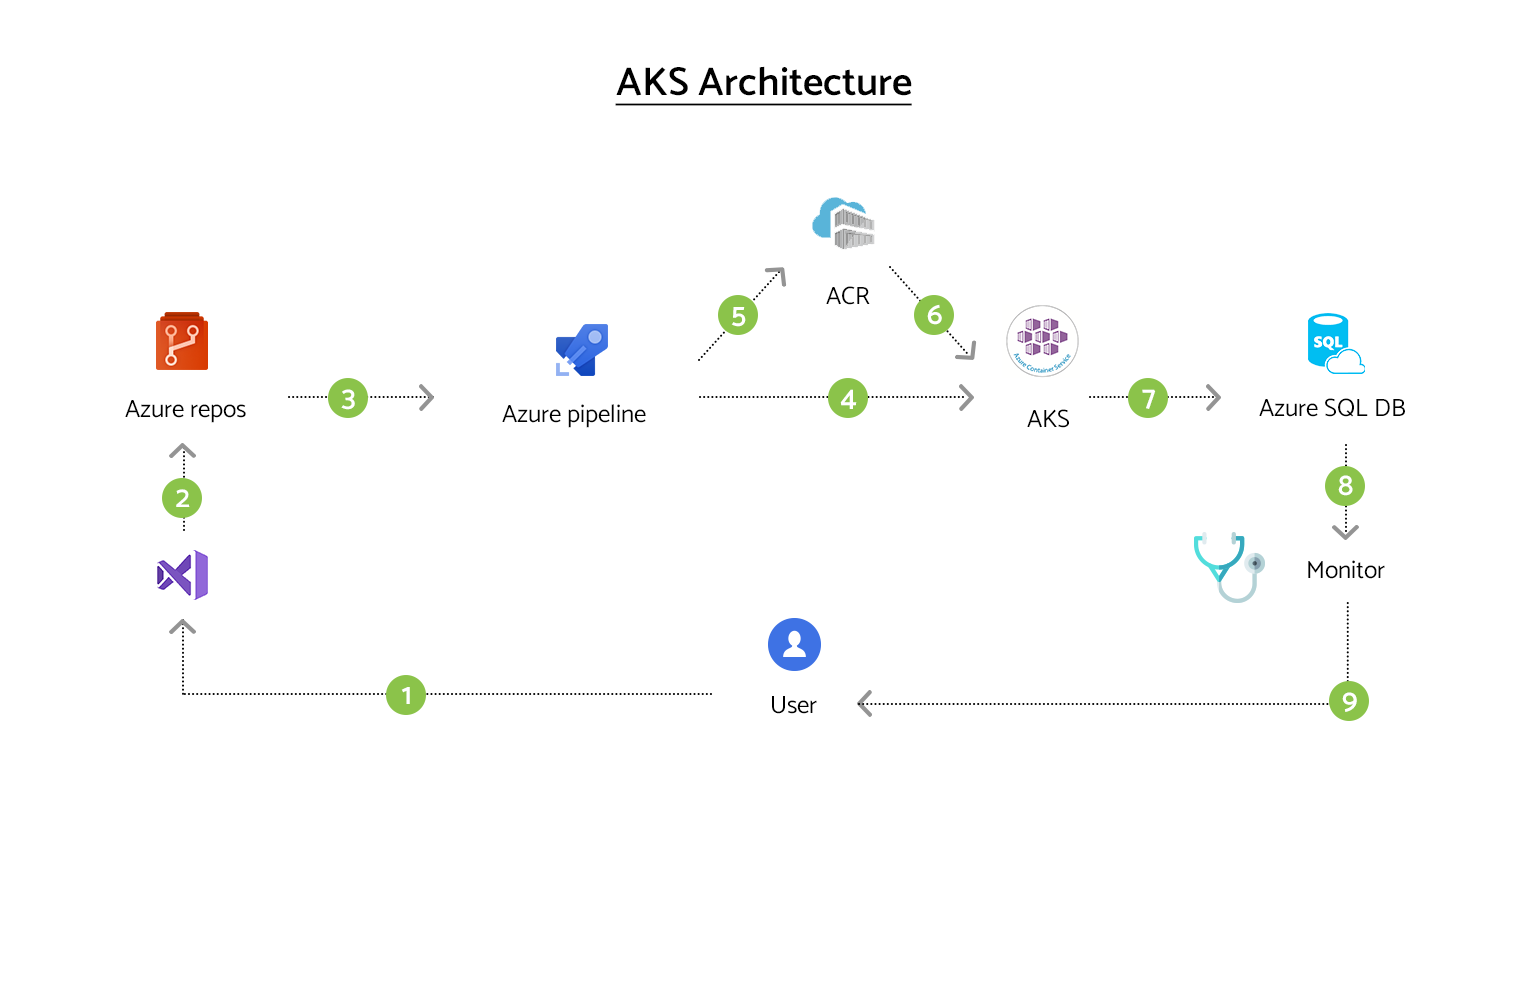 AKS Architecture
ACR
5
6
Azure Container Service
SQL
Azure repos
3
Azure pipeline
4
AKS
7
Azure SQL DB
2
8
Monitor
1
User
9